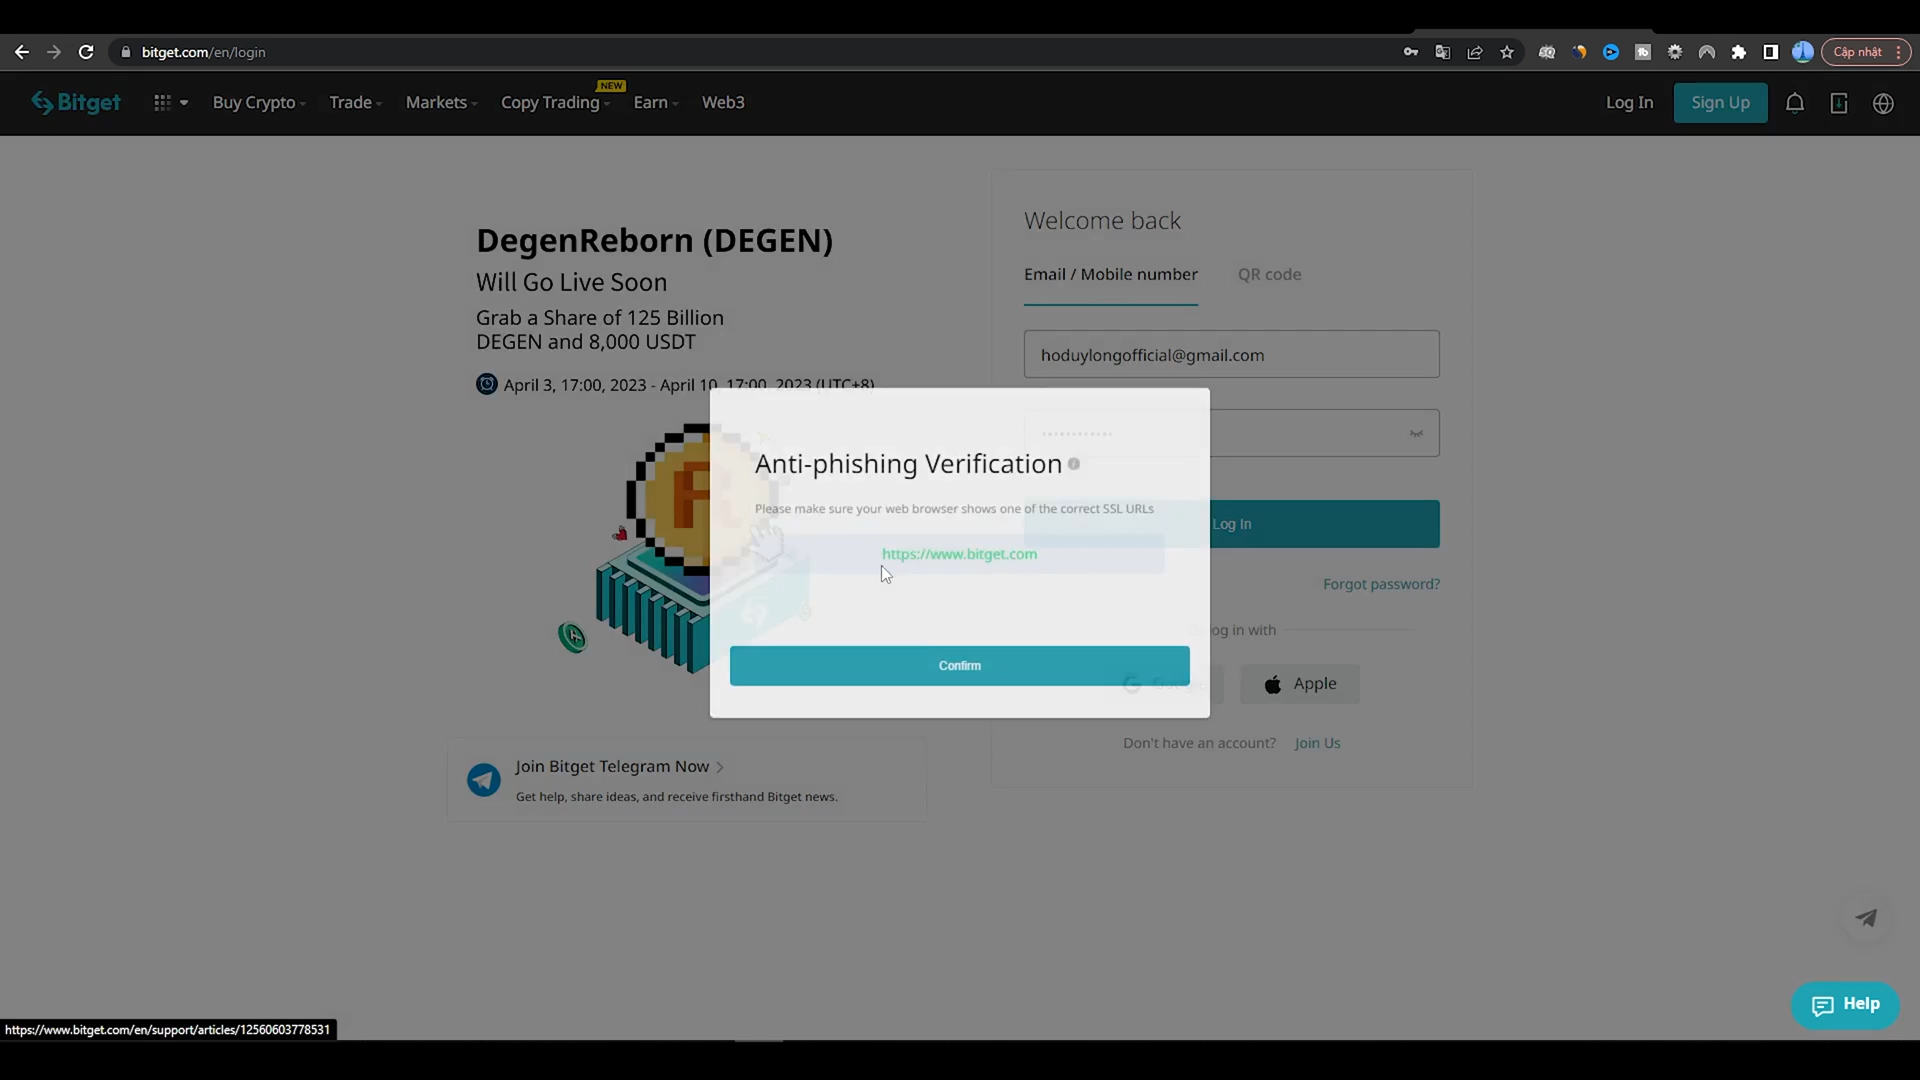 bitget.com/en/login
Cập nhật
Bitget
Buy Crypto
Trade
Markets
Copy Trading
NEW
Earn
Web3
Log In
Sign Up
DegenReborn (DEGEN)
Will Go Live Soon
Grab a Share of 125 Billion
DEGEN and 8,000 USDT
April 3, 17:00, 2023 - April 10, 17:00, 2023 (UTC+8)
Join Bitget Telegram Now
Get help, share ideas, and receive firsthand Bitget news.
Welcome back
Email / Mobile number
QR code
hoduylongofficial@gmail.com
Log In
Forgot password?
log in with
Apple
Don't have an account? Join Us
Anti-phishing Verification
Please make sure your web browser shows one of the correct SSL URLs
https://www.bitget.com
Confirm
Help
https://www.bitget.com/en/support/articles/12560603778531